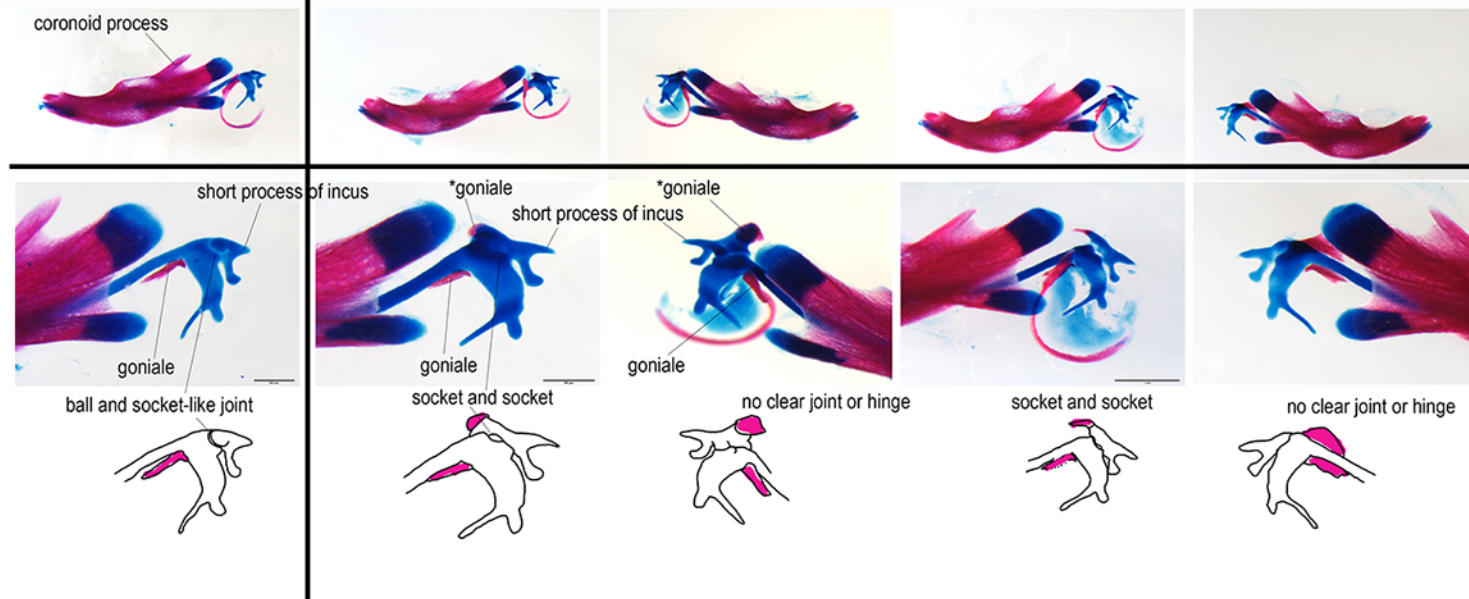 coronoid process
short process of incus
*goniale
short process of incus
*goniale
goniale
goniale
goniale
ball and socket-like joint
socket and socket
no clear joint or hinge
socket and socket
no clear joint or hinge